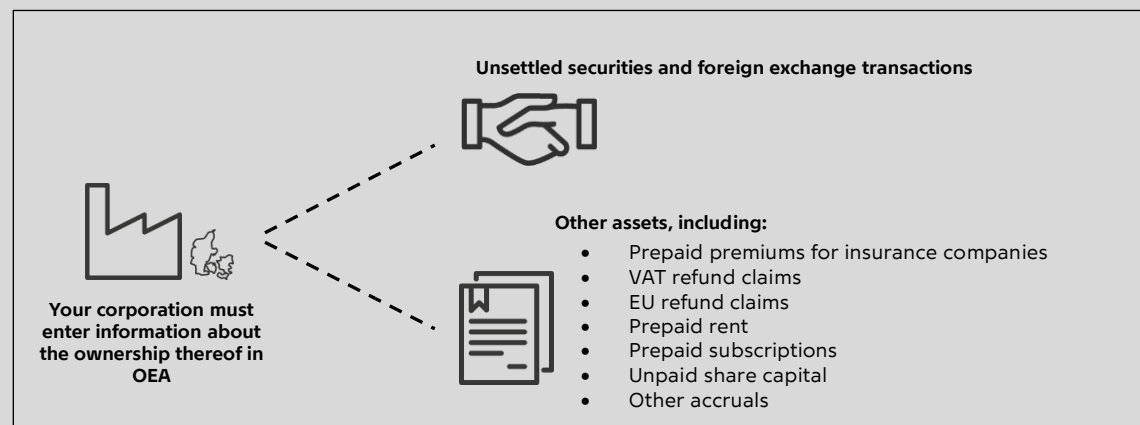 Unsettled securities and foreign exchange transactions
Your corporation must
enter information about
the ownership thereof in
OEA
Other assets, including:
• Prepaid premiums for insurance companies
• VAT refund claims
• EU refund claims
• Prepaid rent
• Prepaid subscriptions
• Unpaid share capital
• Other accruals